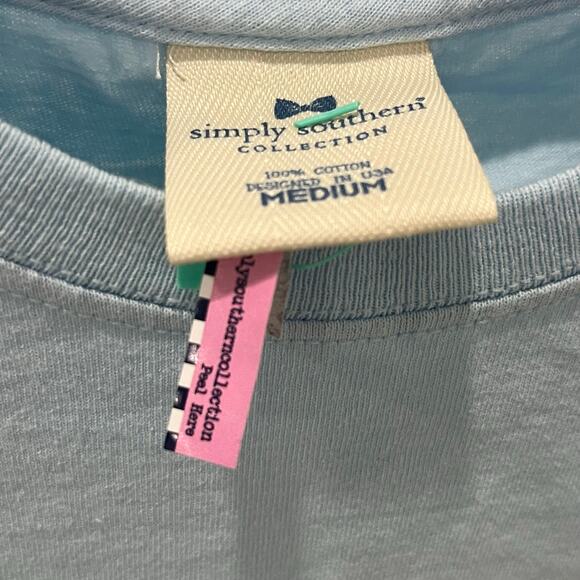 simply southern
COLLECTION
100% COTTON
DESIGNED IN USA
MEDIUM
lysoutherncollection
Peel Here